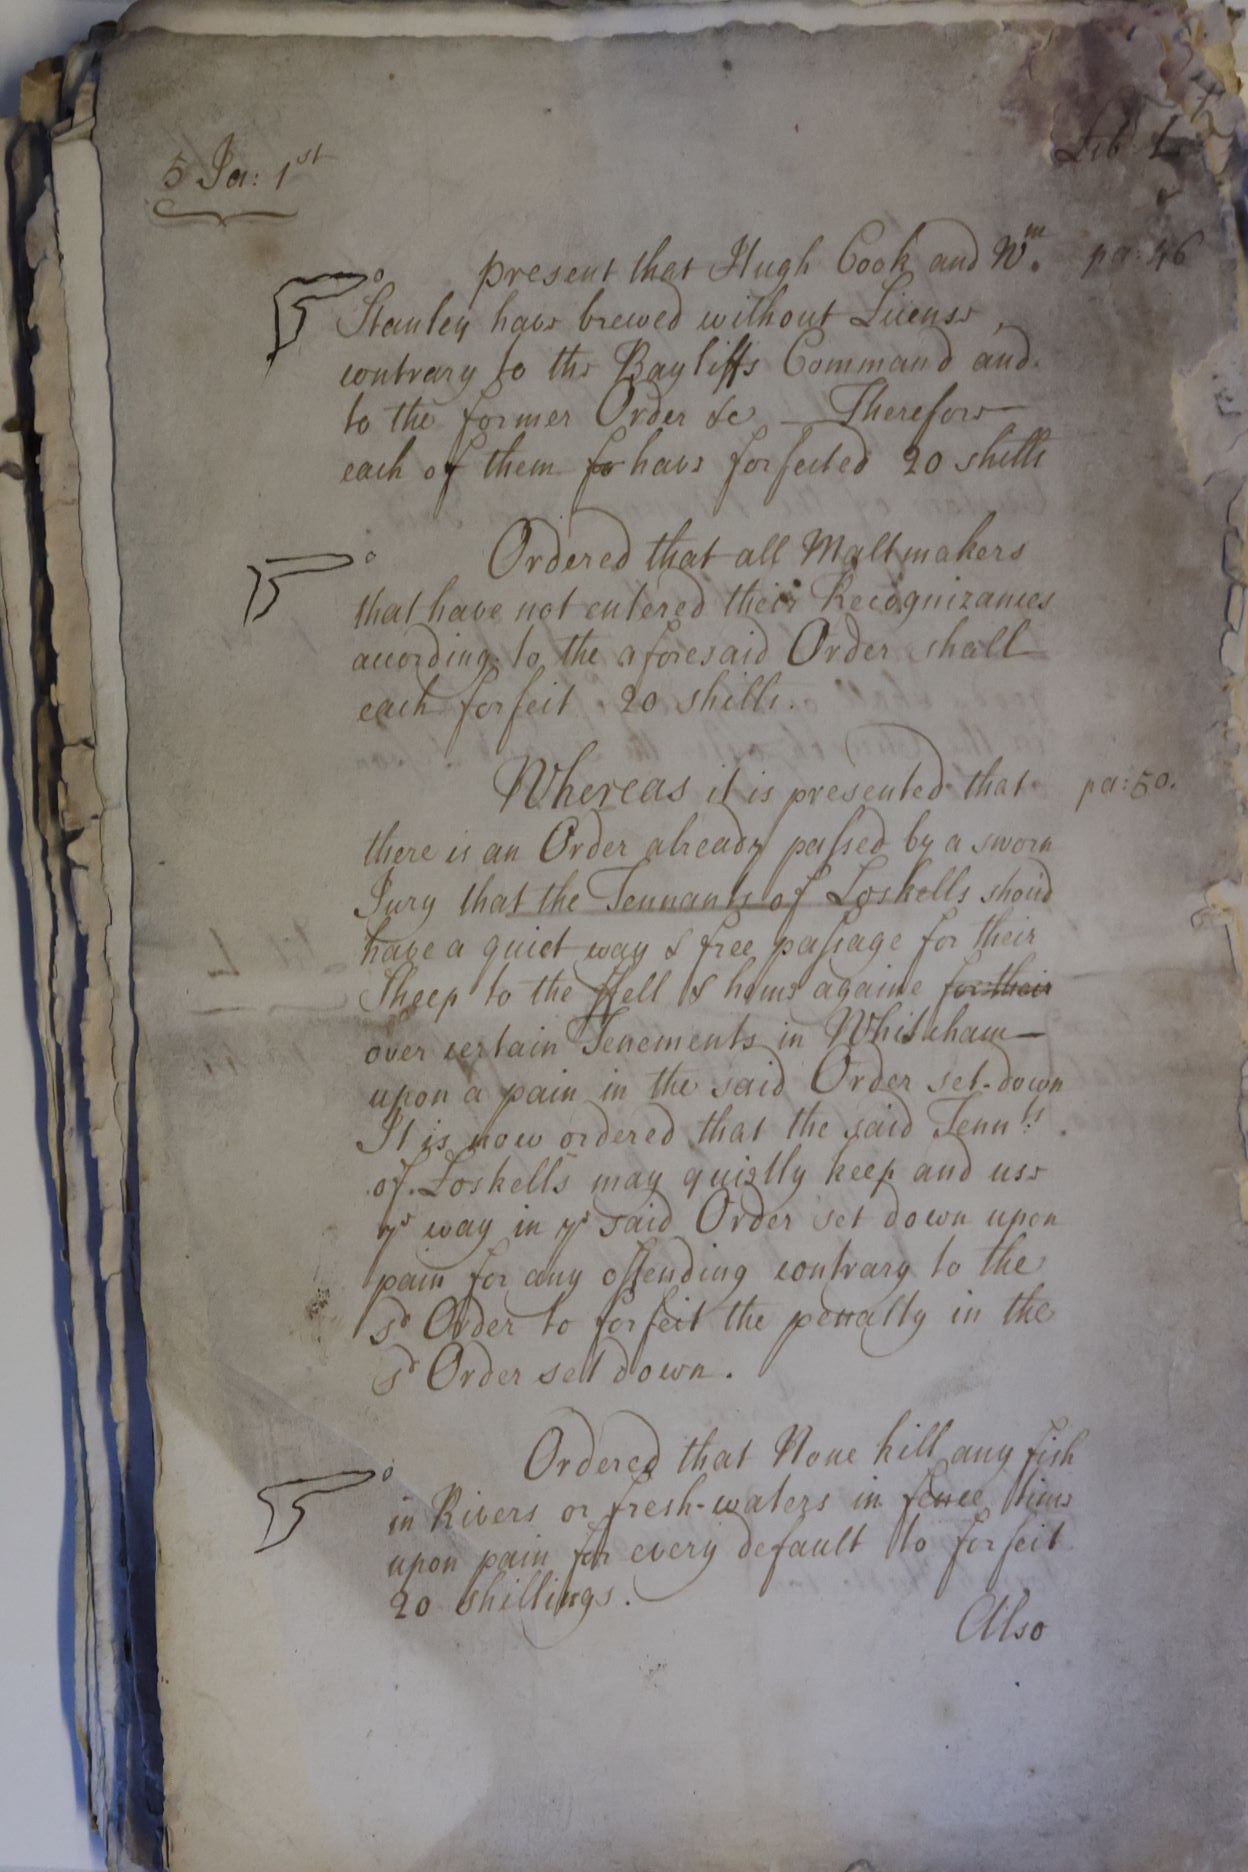 5 Ja: 1st
Lib: L
present that Hugh Cook and Wm. pa: 46
Stanley have brewed without License,
contrary to the Bayliffs Command and
to the former Order &c — Therefore
each of them for have forfeited 20 shills
Ordered that all Maltmakers
that have not entered their Recognizances
according to the aforesaid Order shall
each forfeit 20 shills.
Whereas it is presented that pa: 50.
there is an Order already passed by a sworn
Jury that the Tennants of Loskells shou'd
have a quiet way & free passage for their
Sheep to the ffell & home againe for their
over certain Tenements in Whitcham
upon a pain in the said Order set-down
It is now ordered that the said Tennts.
of Loskells may quietly keep and use
ye way in ye said Order set down upon
pain for any offending contrary to the
sd Order to forfeit the penalty in the
sd Order set down.
Ordered that None kill any fish
in Rivers or fresh-waters in fence time
upon pain for every default to forfeit
20 shillings.
Also